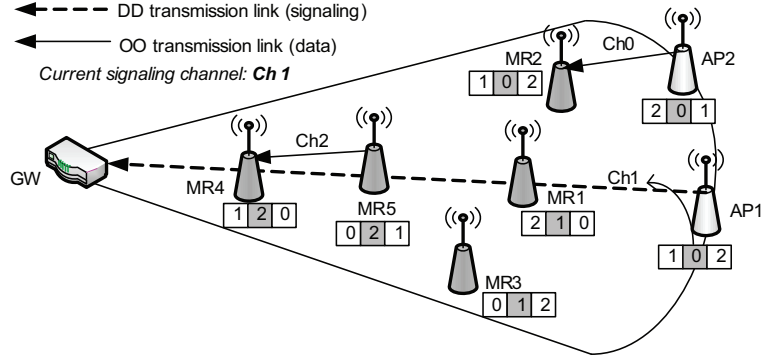 DD transmission link (signaling)
OO transmission link (data)
Current signaling channel: Ch 1
MR2
Ch0
AP2
1 0 2
2 0 1
Ch2
GW
MR4
Ch1
1 2 0
MR5
0 2 1
MR1
2 1 0
AP1
1 0 2
MR3
0 1 2